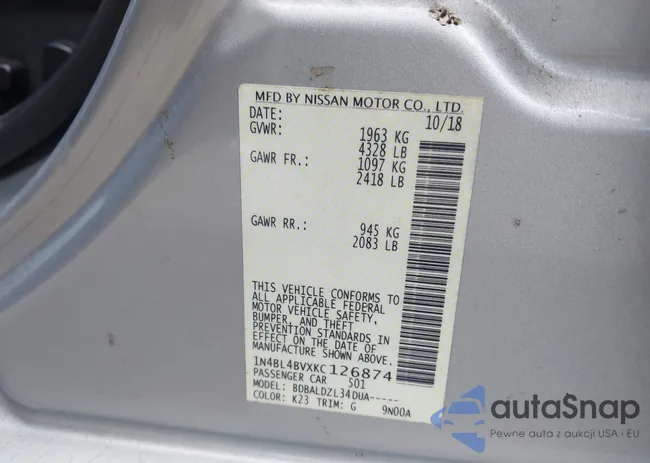 MFD BY NISSAN MOTOR CO., LTD.
DATE: 10/18
GVWR: 1963 KG
4328 LB
GAWR FR.: 1097 KG
2418 LB
GAWR RR.: 945 KG
2083 LB
THIS VEHICLE CONFORMS TO
ALL APPLICABLE FEDERAL
MOTOR VEHICLE SAFETY,
BUMPER, AND THEFT
PREVENTION STANDARDS IN
EFFECT ON THE DATE OF
MANUFACTURE SHOWN ABOVE.
1N4BL4BVXKC126874
PASSENGER CAR 501
MODEL: BDBALDZL34DUA-----
COLOR: K23 TRIM: G 9N00A
autoSnap
Pewne auta z aukcji USA i EU